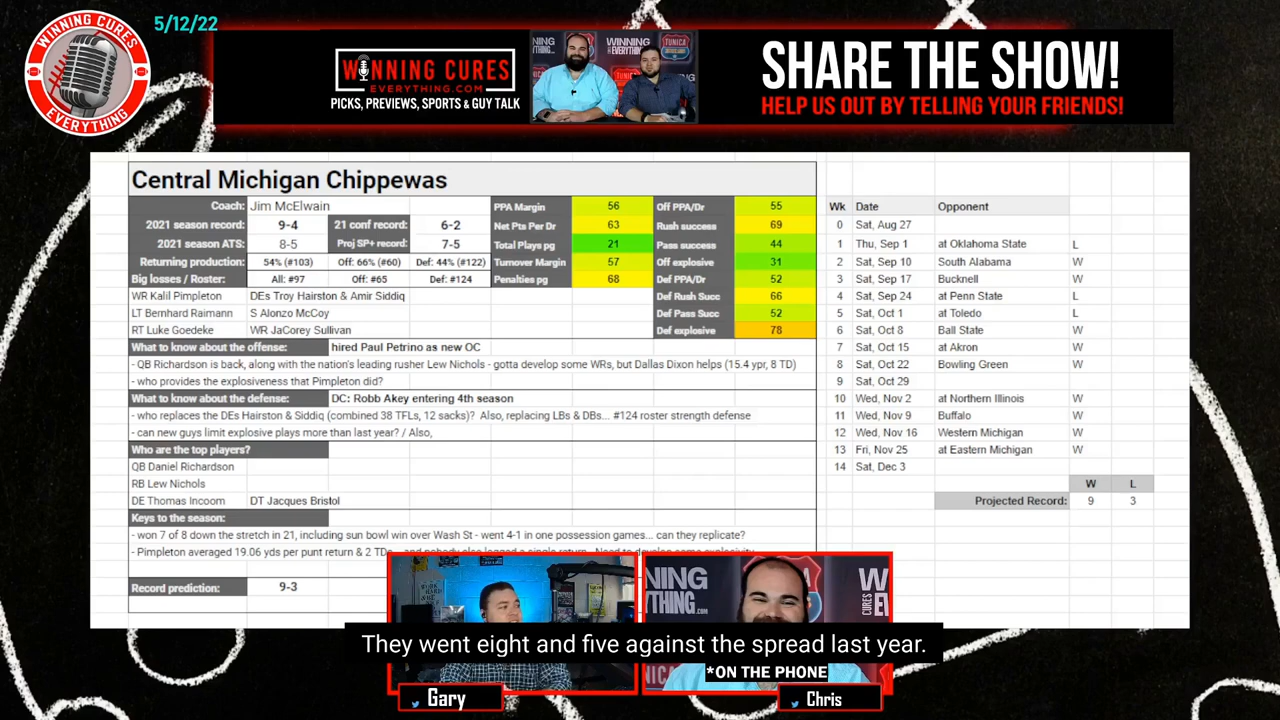 5/12/22
WINNING CURES
EVERYTHING
WINNING CURES
EVERYTHING.COM
PICKS, PREVIEWS, SPORTS & GUY TALK
SHARE THE SHOW!
HELP US OUT BY TELLING YOUR FRIENDS!
Central Michigan Chippewas
Coach: Jim McElwain PPA Margin 56 Off PPA/Dr 55
2021 season record: 9-4 21 conf record: 6-2 Net Pts Per Dr 63 Rush success 69
2021 season ATS: 8-5 Proj SP+ record: 7-5 Total Plays pg 21 Pass success 44
Returning production: 54% (#103) Off: 66% (#60) Def: 44% (#122) Turnover Margin 57 Off explosive 31
Big losses / Roster: All: #97 Off: #65 Def: #124 Penalties pg 68 Def PPA/Dr 52
WR Kalil Pimpleton DEs Troy Hairston & Amir Siddiq Def Rush Succ 66
LT Bernhard Raimann S Alonzo McCoy Def Pass Succ 52
RT Luke Goedeke WR JaCorey Sullivan Def explosive 78
What to know about the offense: hired Paul Petrino as new OC
- QB Richardson is back, along with the nation's leading rusher Lew Nichols - gotta develop some WRs, but Dallas Dixon helps (15.4 ypr, 8 TD)
- who provides the explosiveness that Pimpleton did?
What to know about the defense: DC: Robb Akey entering 4th season
- who replaces the DEs Hairston & Siddiq (combined 38 TFLs, 12 sacks)? Also, replacing LBs & DBs... #124 roster strength defense
- can new guys limit explosive plays more than last year? / Also,
Who are the top players?
QB Daniel Richardson
RB Lew Nichols
DE Thomas Incoom DT Jacques Bristol
Keys to the season:
- won 7 of 8 down the stretch in 21, including sun bowl win over Wash St - went 4-1 in one possession games... can they replicate?
- Pimpleton averaged 19.06 yds per punt return & 2 TDs... and nobody else logged a single return. Need to develop some explosivity
Record prediction: 9-3
Wk Date Opponent
0 Sat, Aug 27
1 Thu, Sep 1 at Oklahoma State L
2 Sat, Sep 10 South Alabama W
3 Sat, Sep 17 Bucknell W
4 Sat, Sep 24 at Penn State L
5 Sat, Oct 1 at Toledo L
6 Sat, Oct 8 Ball State W
7 Sat, Oct 15 at Akron W
8 Sat, Oct 22 Bowling Green W
9 Sat, Oct 29
10 Wed, Nov 2 at Northern Illinois W
11 Wed, Nov 9 Buffalo W
12 Wed, Nov 16 Western Michigan W
13 Fri, Nov 25 at Eastern Michigan W
14 Sat, Dec 3
W L
Projected Record: 9 3
They went eight and five against the spread last year.
*ON THE PHONE
Gary
Chris